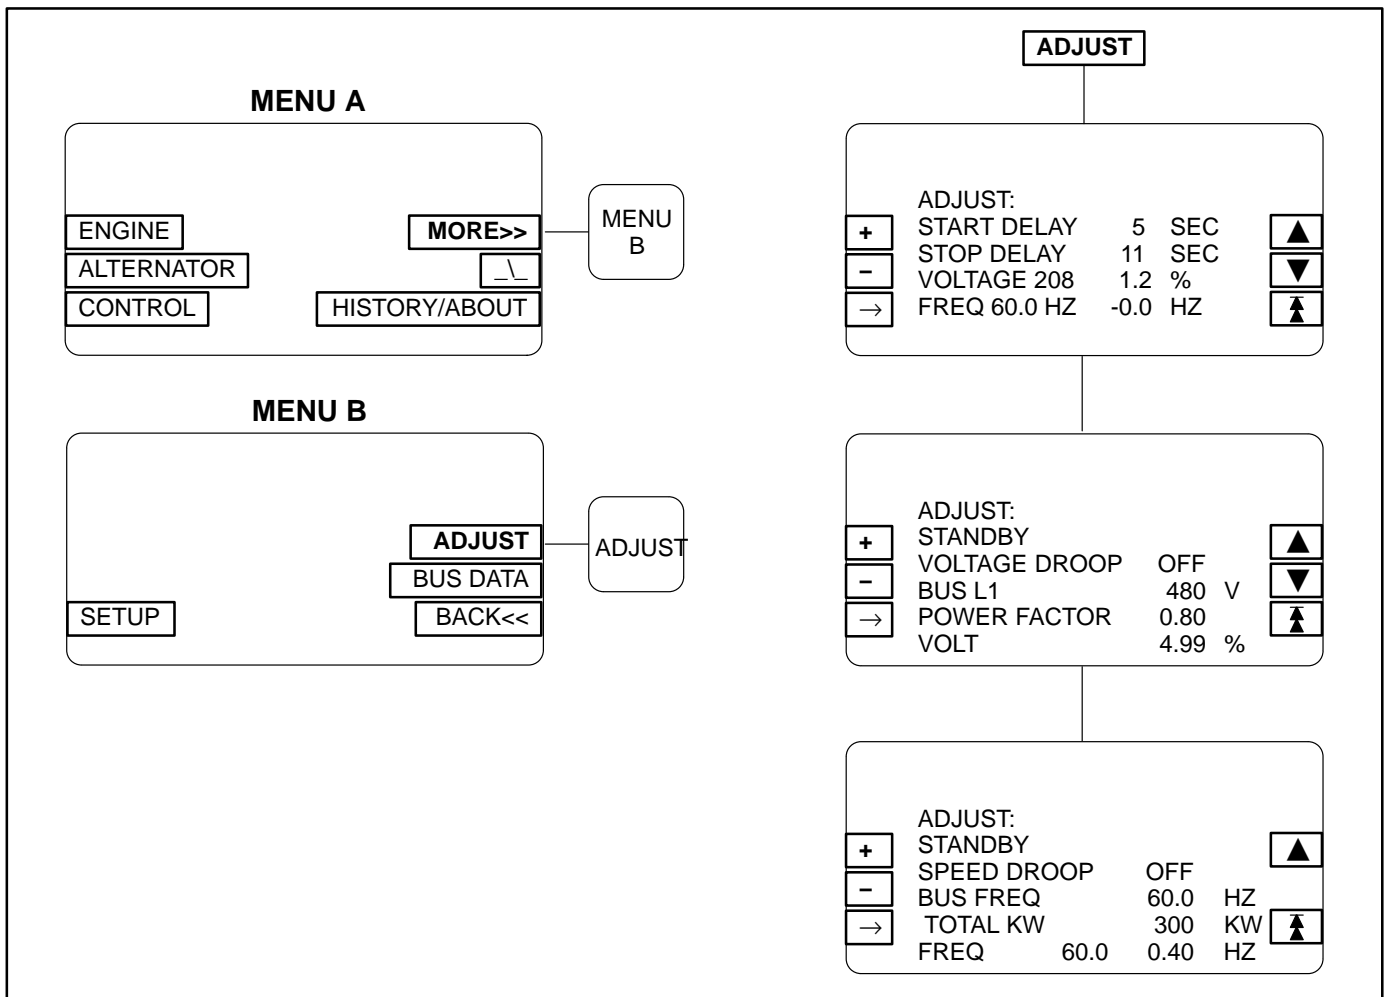 MENU A
ENGINE
ALTERNATOR
CONTROL
MORE>>
_\_
HISTORY/ABOUT
MENU
B
MENU B
SETUP
ADJUST
BUS DATA
BACK<<
ADJUST
ADJUST
ADJUST:
+ START DELAY 5 SEC ▲
STOP DELAY 11 SEC
- VOLTAGE 208 1.2 % ▼
→ FREQ 60.0 HZ -0.0 HZ
ADJUST:
+ STANDBY ▲
VOLTAGE DROOP OFF
- BUS L1 480 V ▼
→ POWER FACTOR 0.80
VOLT 4.99 %
ADJUST:
+ STANDBY ▲
SPEED DROOP OFF
- BUS FREQ 60.0 HZ
→ TOTAL KW 300 KW
FREQ 60.0 0.40 HZ